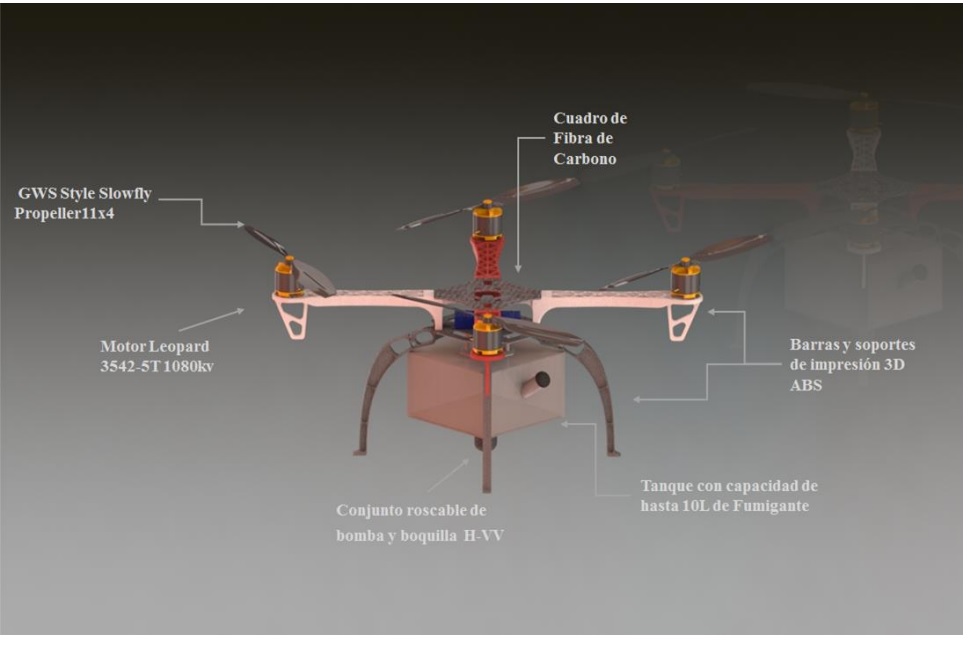 Cuadro de
Fibra de
Carbono
GWS Style Slowfly
Propeller11x4
Motor Leopard
3542-5T 1080kv
Barras y soportes
de impresión 3D
ABS
Tanque con capacidad de
hasta 10L de Fumigante
Conjunto roscable de
bomba y boquilla H-VV